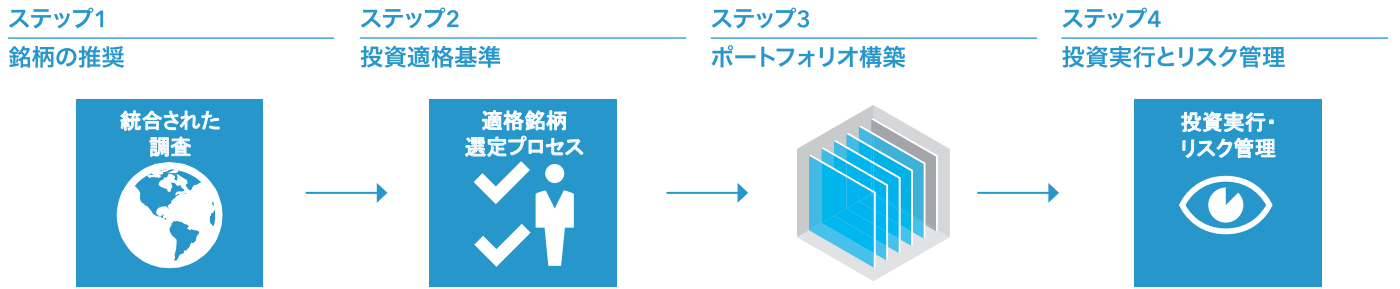 ステップ1
銘柄の推奨
統合された
調査
ステップ2
投資適格基準
適格銘柄
選定プロセス
ステップ3
ポートフォリオ構築
ステップ4
投資実行とリスク管理
投資実行・
リスク管理